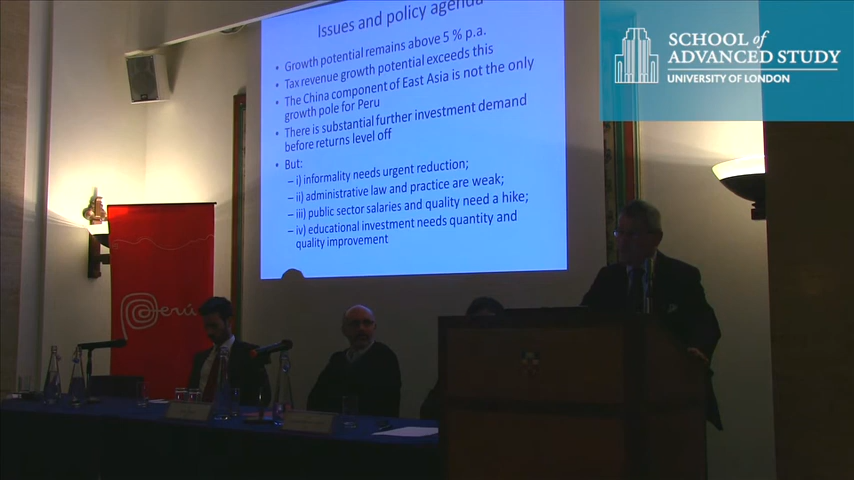 Issues and policy agenda
• Growth potential remains above 5 % p.a.
• Tax revenue growth potential exceeds this
• The China component of East Asia is not the only
growth pole for Peru
• There is substantial further investment demand
before returns level off
• But:
– i) informality needs urgent reduction;
– ii) administrative law and practice are weak;
– iii) public sector salaries and quality need a hike;
– iv) educational investment needs quantity and
quality improvement
SCHOOL of
ADVANCED STUDY
UNIVERSITY OF LONDON
Perú